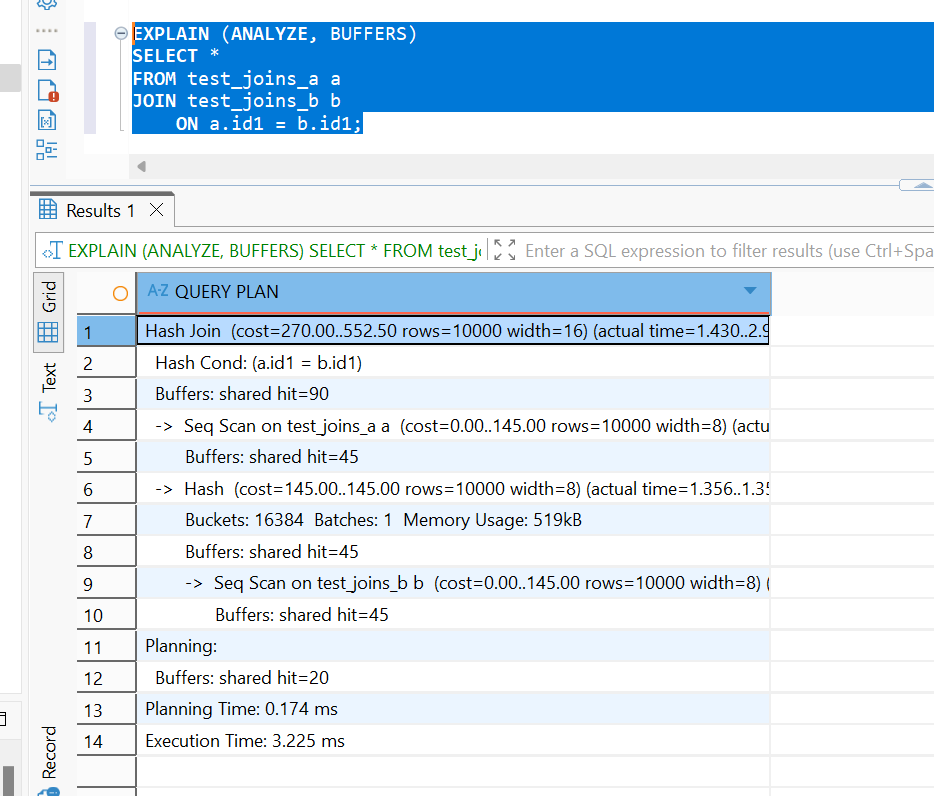 EXPLAIN (ANALYZE, BUFFERS)
SELECT *
FROM test_joins_a a
JOIN test_joins_b b
ON a.id1 = b.id1;
Results 1
EXPLAIN (ANALYZE, BUFFERS) SELECT * FROM test_jo
Enter a SQL expression to filter results (use Ctrl+Spa
Grid
Text
Record
A-Z QUERY PLAN
1 Hash Join (cost=270.00..552.50 rows=10000 width=16) (actual time=1.430..2.9
2 Hash Cond: (a.id1 = b.id1)
3 Buffers: shared hit=90
4 -> Seq Scan on test_joins_a a (cost=0.00..145.00 rows=10000 width=8) (actu
5 Buffers: shared hit=45
6 -> Hash (cost=145.00..145.00 rows=10000 width=8) (actual time=1.356..1.35
7 Buckets: 16384 Batches: 1 Memory Usage: 519kB
8 Buffers: shared hit=45
9 -> Seq Scan on test_joins_b b (cost=0.00..145.00 rows=10000 width=8) (
10 Buffers: shared hit=45
11 Planning:
12 Buffers: shared hit=20
13 Planning Time: 0.174 ms
14 Execution Time: 3.225 ms